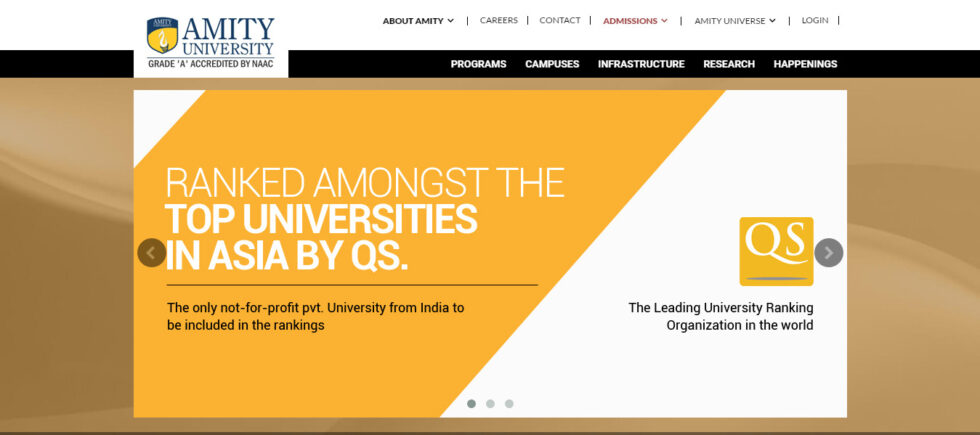 ABOUT AMITY
CAREERS
CONTACT
ADMISSIONS
AMITY UNIVERSE
LOGIN
AMITY
UNIVERSITY
AMITY
UNIVERSITY
GRADE 'A' ACCREDITED BY NAAC
PROGRAMS
CAMPUSES
INFRASTRUCTURE
RESEARCH
HAPPENINGS
RANKED AMONGST THE
TOP UNIVERSITIES
IN ASIA BY QS.
The only not-for-profit pvt. University from India to
be included in the rankings
QS
The Leading University Ranking
Organization in the world